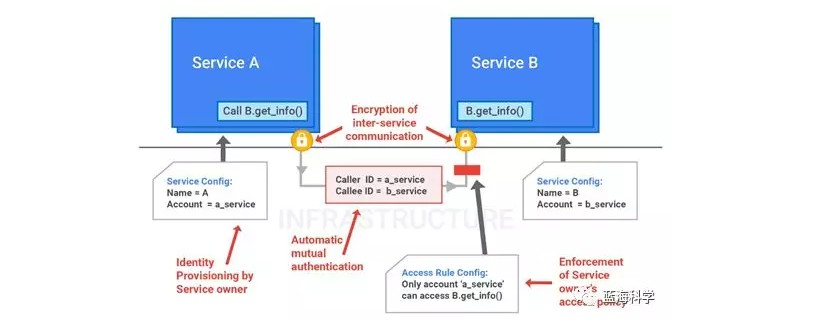 Service A
Service B
Call B.get_info()
B.get_info()
Encryption of
inter-service
communication
Service Config:
Name = A
Account = a_service
Caller ID = a_service
Callee ID = b_service
Service Config:
Name = B
Account = b_service
INFRASTRUCTURE
Identity
Provisioning by
Service owner
Automatic
mutual
authentication
Access Rule Config:
Only account 'a_service'
can access B.get_info()
Enforcement
of Service
owner's
access policy
蓝海科学